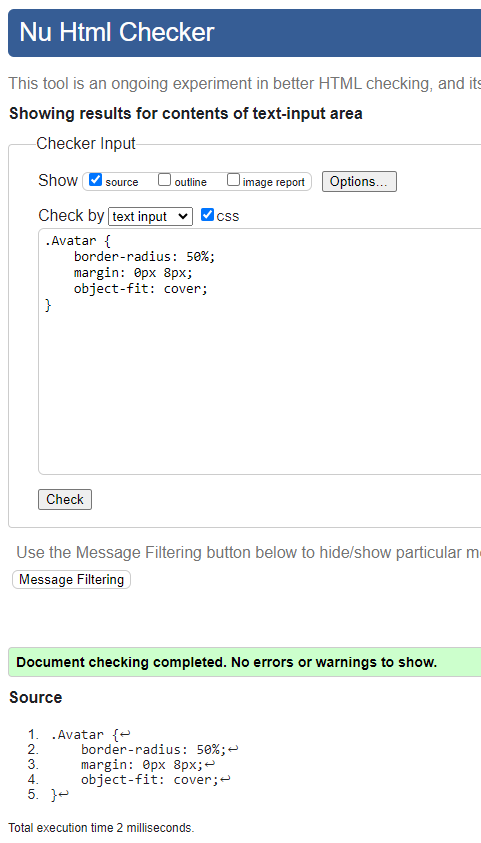 Nu Html Checker
This tool is an ongoing experiment in better HTML checking, and its
Showing results for contents of text-input area
Checker Input
Show source outline image report Options...
Check by text input css
.Avatar {
    border-radius: 50%;
    margin: 0px 8px;
    object-fit: cover;
}
Check
Use the Message Filtering button below to hide/show particular
Message Filtering
Document checking completed. No errors or warnings to show.
Source
1. .Avatar {↩
2.     border-radius: 50%;↩
3.     margin: 0px 8px;↩
4.     object-fit: cover;↩
5. }↩
Total execution time 2 milliseconds.